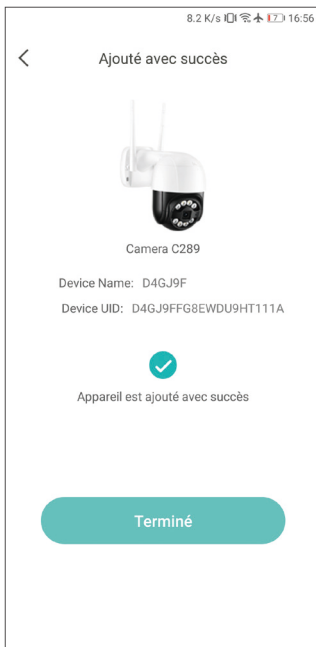 8.2 K/s 7 16:56
Ajouté avec succès
Camera C289
Device Name: D4GJ9F
Device UID: D4GJ9FFG8EWDU9HT111A
Appareil est ajouté avec succès
Terminé